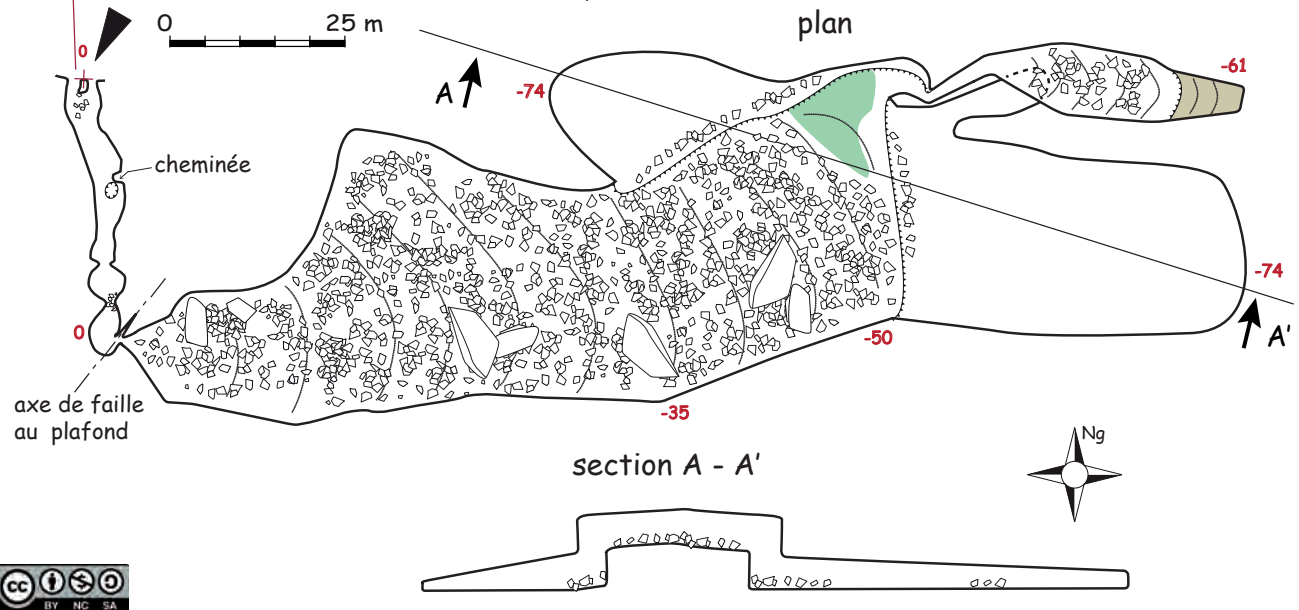 0 25 m
plan
0
A
-74
-61
cheminée
-74
A'
0
-50
axe de faille
au plafond
-35
section A - A'
Ng
cc
BY NC SA